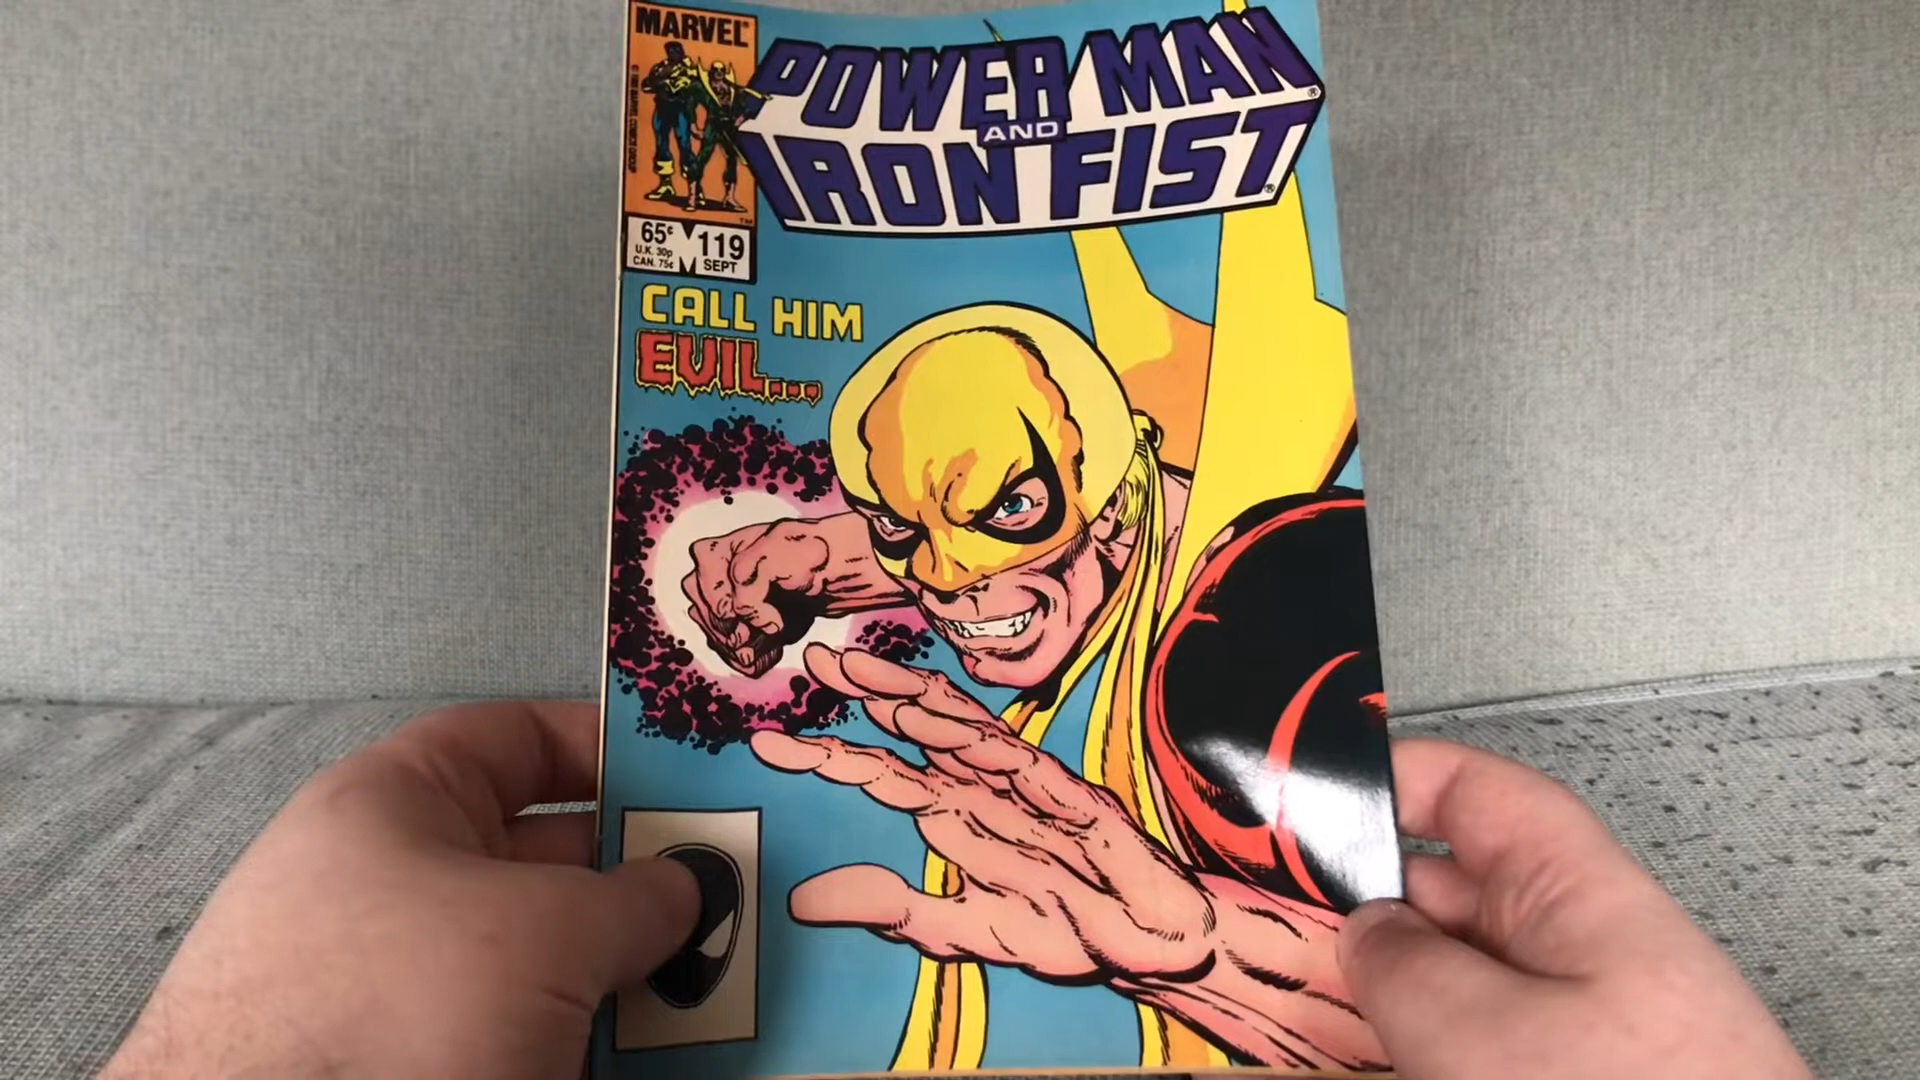 MARVEL®
POWER MAN
AND
IRON FIST®
65¢
U.K. 30p
CAN. 75¢
119
SEPT
CALL HIM
EVIL...